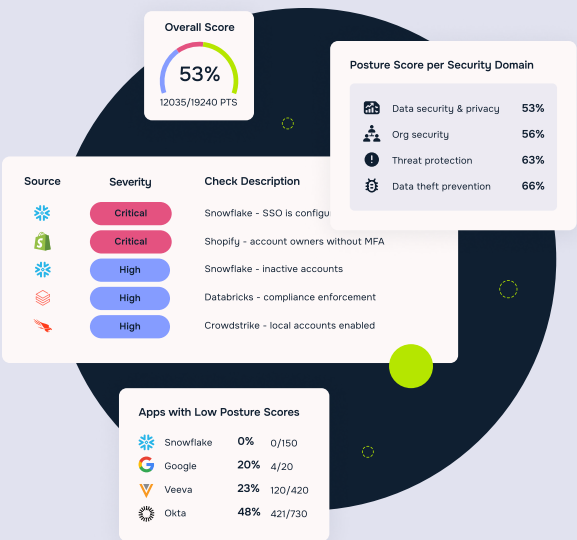 Overall Score
53%
12035/19240 PTS
Posture Score per Security Domain
Data security & privacy 53%
Org security 56%
Threat protection 63%
Data theft prevention 66%
Source Severity Check Description
Critical Snowflake - SSO is
Critical Shopify - account owners without MFA
High Snowflake - inactive accounts
High Databricks - compliance enforcement
High Crowdstrike - local accounts enabled
Apps with Low Posture Scores
Snowflake 0% 0/150
Google 20% 4/20
Veeva 23% 120/420
Okta 48% 421/730